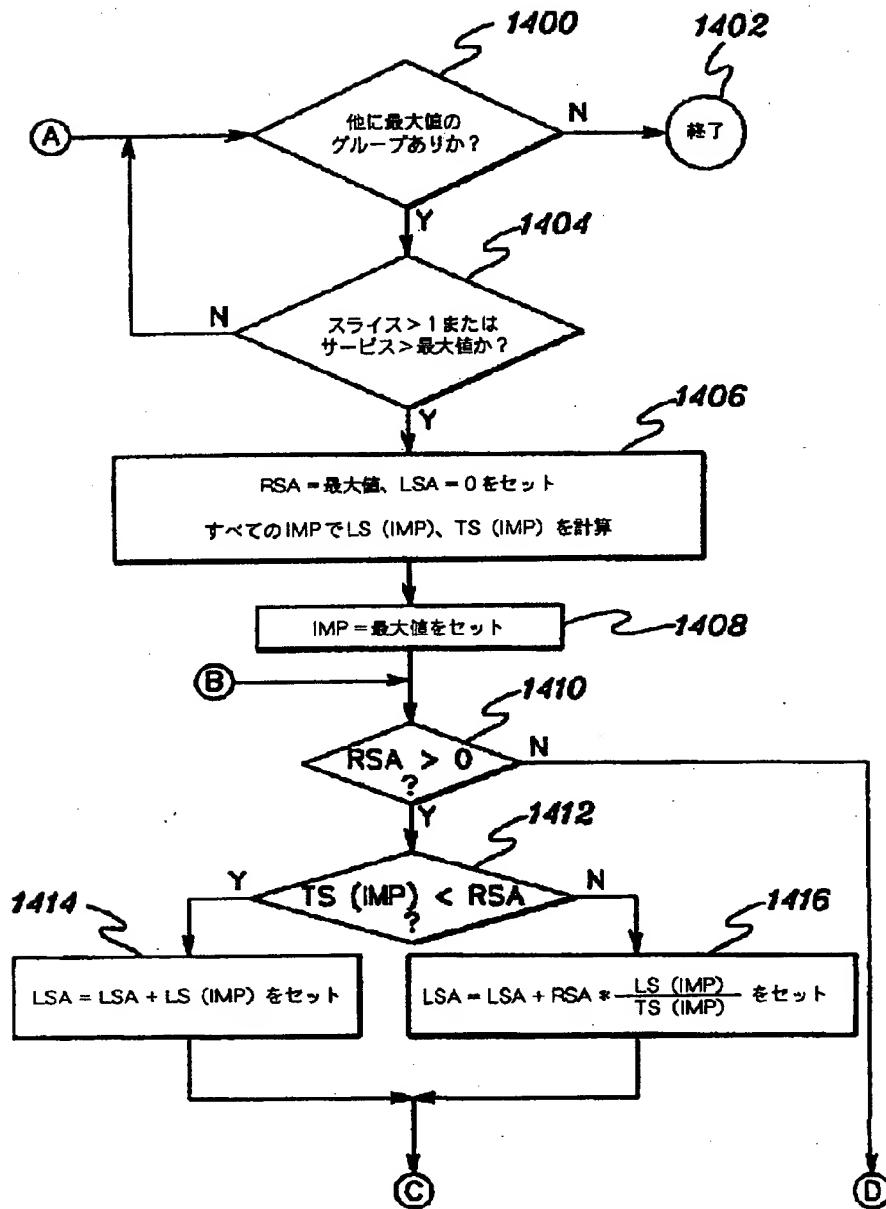 1400
1402
A
他に最大値の
グループありか?
N
終了
Y
1404
N
スライス>1または
サービス>最大値か?
Y
1406
RSA=最大値、LSA=0をセット
すべてのIMPでLS (IMP)、TS (IMP) を計算
IMP=最大値をセット
1408
B
1410
RSA > 0
?
N
Y
1412
Y
TS (IMP) < RSA
?
N
1414
1416
LSA = LSA + LS (IMP) をセット
LSA = LSA + RSA * LS (IMP) / TS (IMP) をセット
C
D